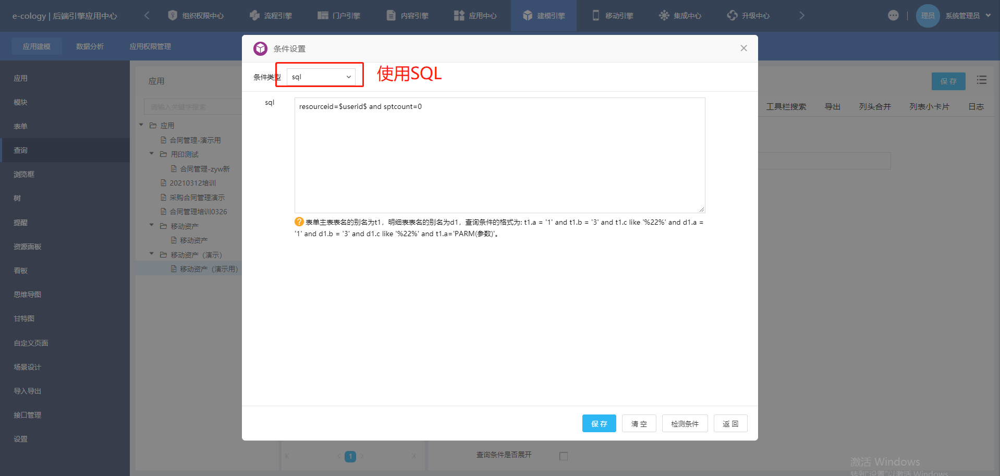 e-cology | 后端引擎应用中心
组织权限中心
流程引擎
门户引擎
内容引擎
应用中心
建模引擎
移动引擎
集成中心
升级中心
理员
系统管理员
应用建模
数据分析
应用权限管理
应用
模块
表单
查询
浏览框
树
提醒
资源面板
看板
思维导图
甘特图
自定义页面
场景设计
导入导出
接口管理
设置
应用
请输入关键字搜索
应用
合同管理-演示用
用印测试
合同管理-zyw新
20210312培训
采购合同管理演示
合同管理培训0326
移动资产
移动资产
移动资产（演示）
移动资产（演示用）
条件设置
条件类型
sql
使用SQL
sql
resourceid=$userid$ and sptcount=0
表单主表表名的别名为t1，明细表表名的别名为d1，查询条件的格式为: t1.a = '1' and t1.b = '3' and t1.c like '%22%' and d1.a =
'1' and d1.b = '3' and d1.c like '%22%' and t1.a='PARM(参数)'。
保存
清空
检测条件
返回
保存
工具栏搜索
导出
列头合并
列表小卡片
日志
1
查询条件是否展开
激活 Windows
转到"设置"以激活 Windows。